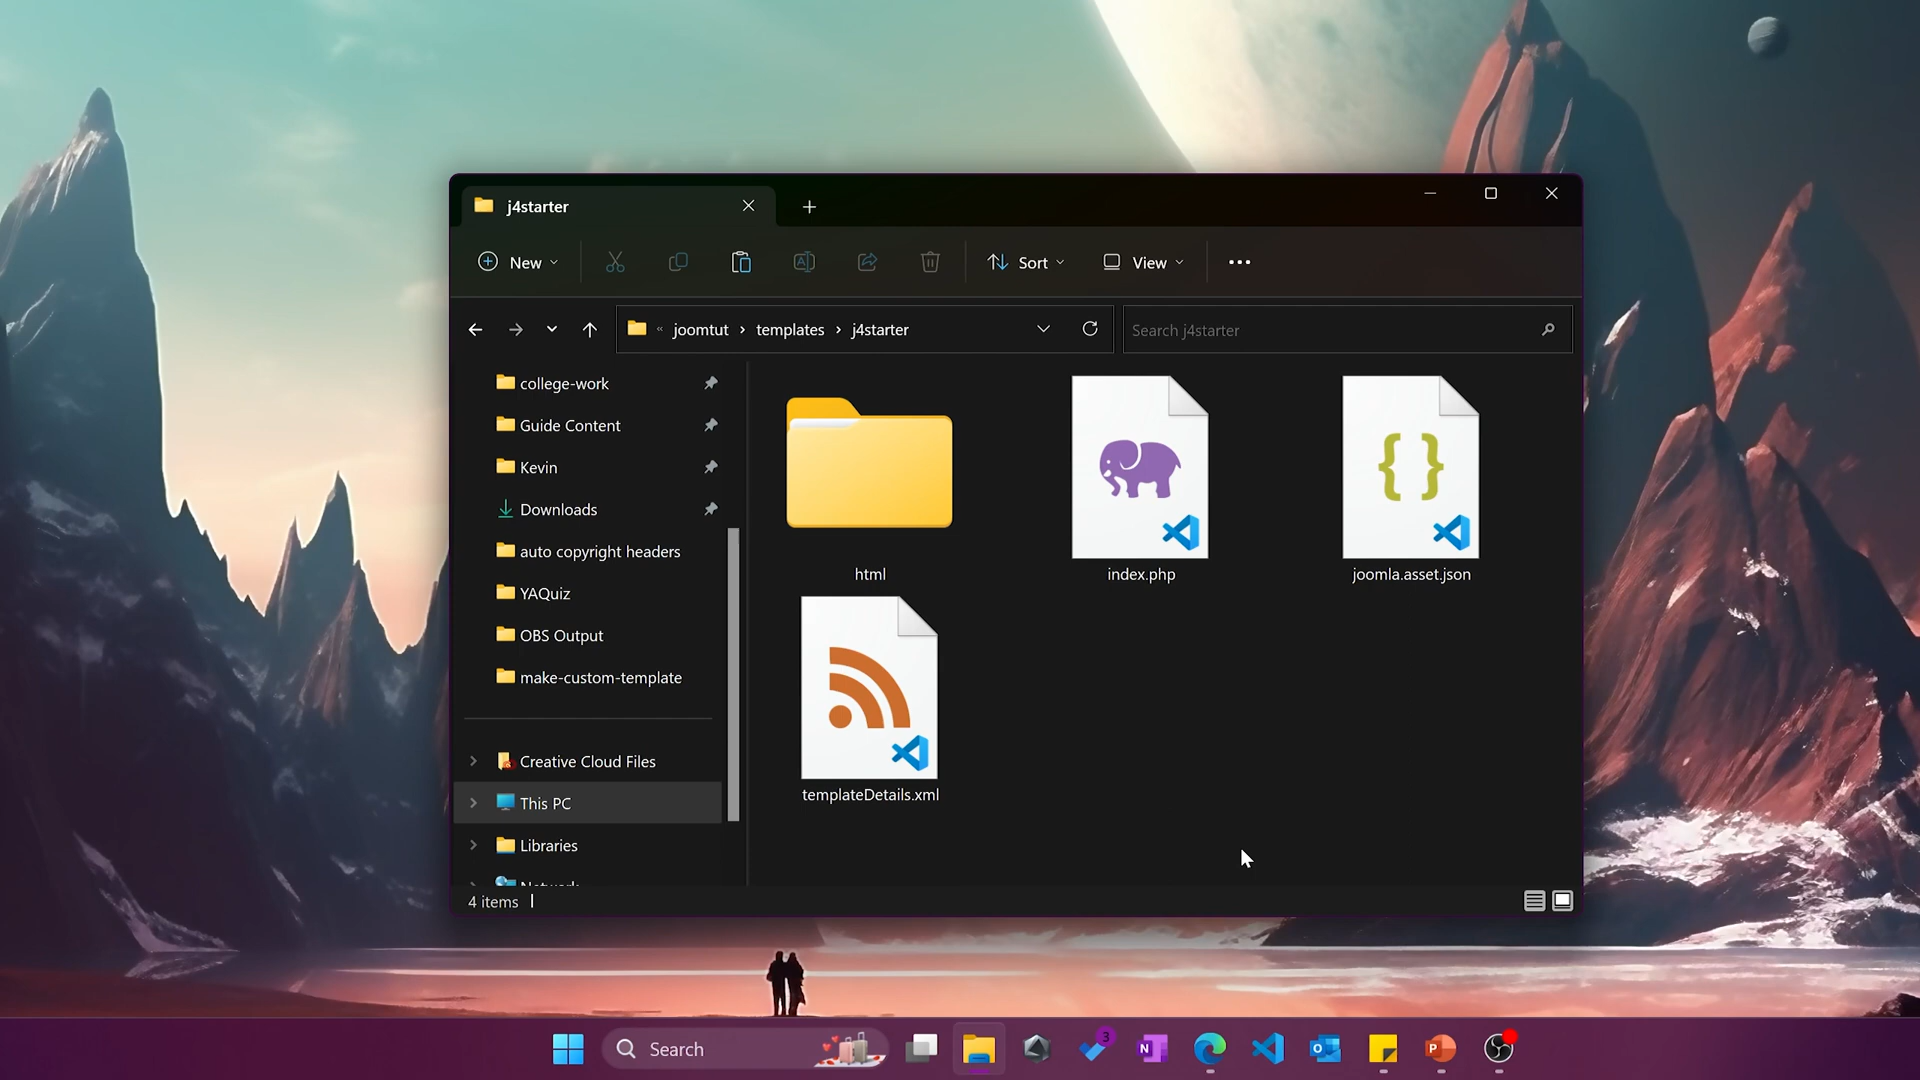 j4starter
New
Sort
View
« joomtut › templates › j4starter
Search j4starter
college-work
Guide Content
Kevin
Downloads
auto copyright headers
YAQuiz
OBS Output
make-custom-template
Creative Cloud Files
This PC
Libraries
Network
html
index.php
joomla.asset.json
templateDetails.xml
4 items
Search
3